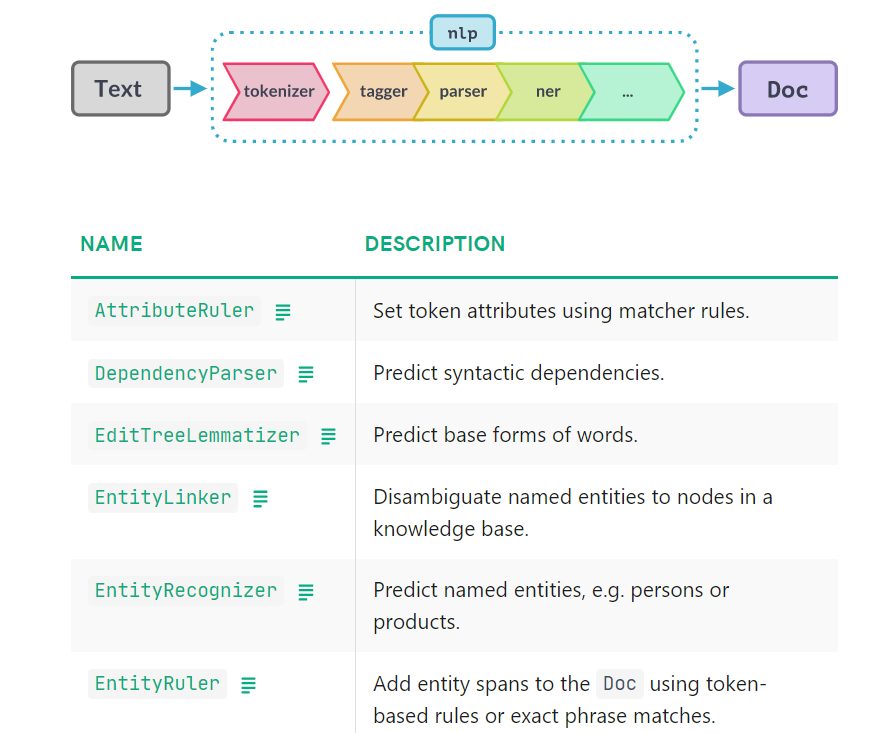 nlp
Text
tokenizer
tagger
parser
ner
...
Doc
NAME DESCRIPTION
AttributeRuler Set token attributes using matcher rules.
DependencyParser Predict syntactic dependencies.
EditTreeLemmatizer Predict base forms of words.
EntityLinker Disambiguate named entities to nodes in a
knowledge base.
EntityRecognizer Predict named entities, e.g. persons or
products.
EntityRuler Add entity spans to the Doc using token-
based rules or exact phrase matches.